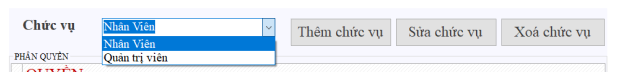 Chức vụ Nhân Viên Thêm chức vụ Sửa chức vụ Xoá chức vụ
Nhân Viên
PHÂN QUYỀN Quản trị viên
QUYỀN